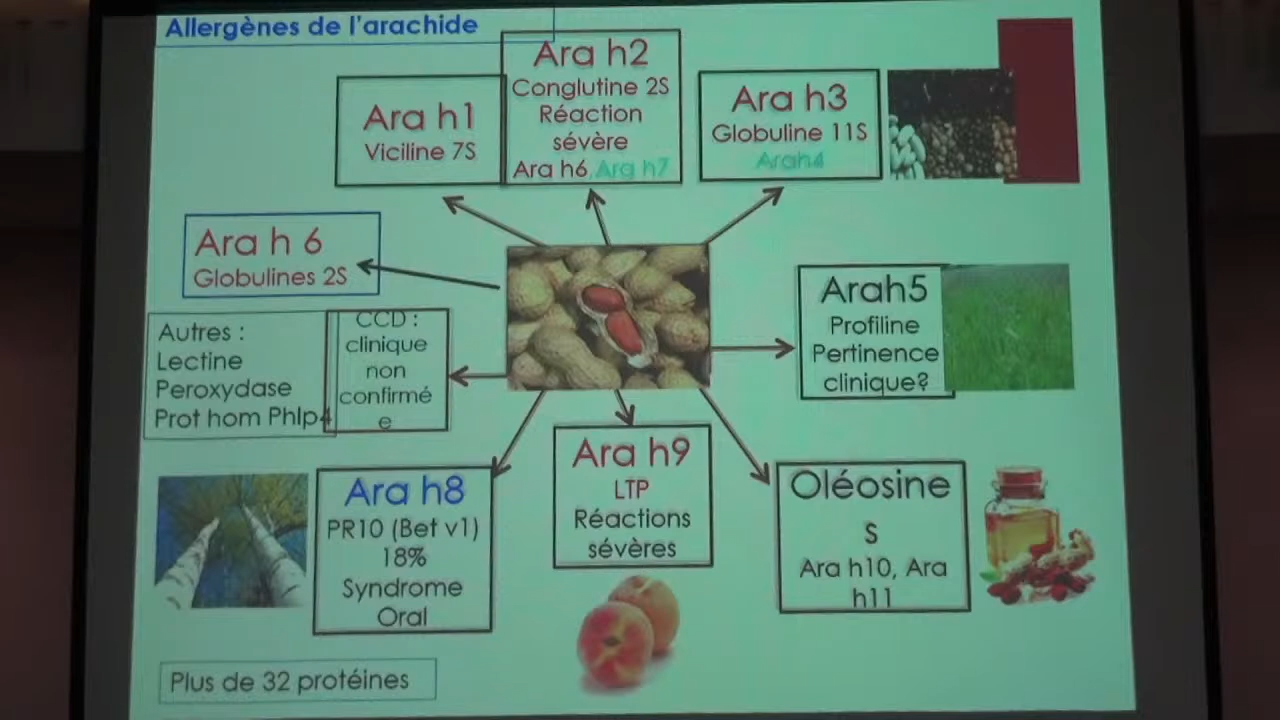 Allergènes de l'arachide
Ara h1
Viciline 7S
Ara h2
Conglutine 2S
Réaction
sévère
Ara h6, Ara h7
Ara h3
Globuline 11S
Arah4
Ara h 6
Globulines 2S
Arah5
Profiline
Pertinence
clinique?
Autres :
Lectine
Peroxydase
Prot hom Phlp4
CCD :
clinique
non
confirmé
e
Ara h8
PR10 (Bet v1)
18%
Syndrome
Oral
Ara h9
LTP
Réactions
sévères
Oléosine
s
Ara h10, Ara
h11
Plus de 32 protéines